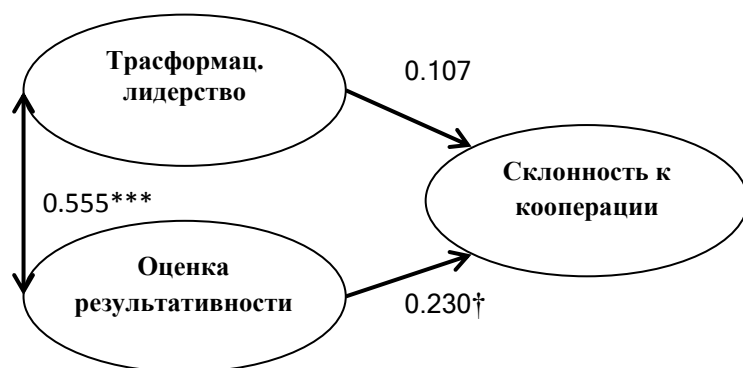 Трасформац.
лидерство
0.107
Склонность к
кооперации
0.555***
Оценка
результативности
0.230†